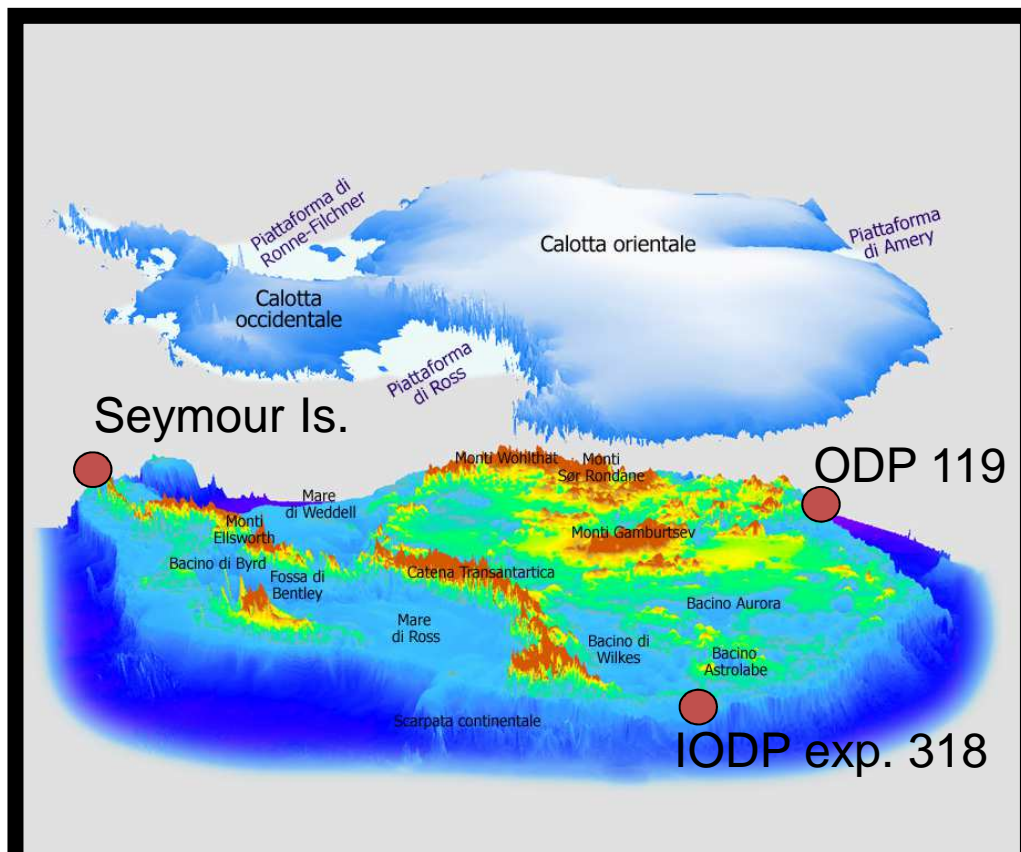 Piattaforma di
Ronne-Filchner
Piattaforma
di Amery
Calotta orientale
Calotta
occidentale
Piattaforma
di Ross
Seymour Is.
ODP 119
Monti Wohlthat
Monti
Sør Rondane
Mare
di Weddell
Monti
Ellsworth
Monti Gamburtsev
Bacino di Byrd
Fossa di
Bentley
Catena Transantartica
Bacino Aurora
Mare
di Ross
Bacino di
Wilkes
Bacino
Astrolabe
Scarpata continentale
IODP exp. 318